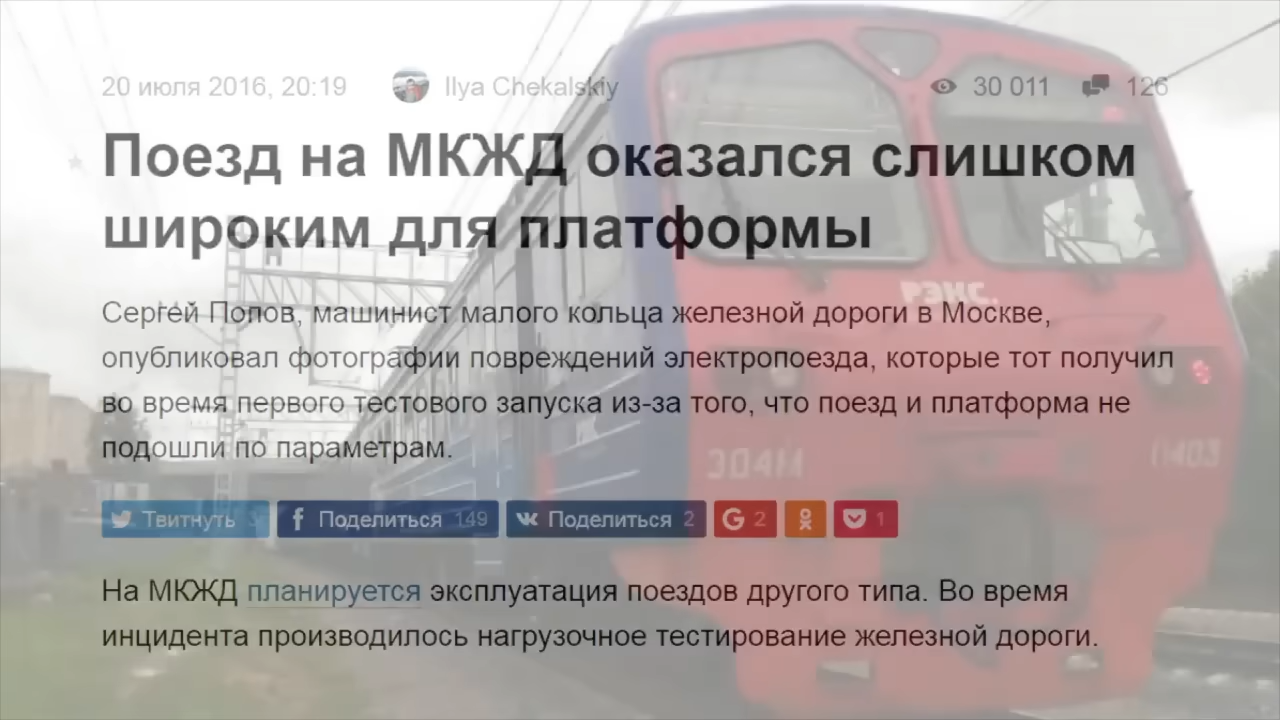 20 июля 2016, 20:19 Ilya Chekalskiy 30 011 126
Поезд на МКЖД оказался слишком
широким для платформы
РЭКС.
Сергей Попов, машинист малого кольца железной дороги в Москве,
опубликовал фотографии повреждений электропоезда, которые тот получил
во время первого тестового запуска из-за того, что поезд и платформа не
подошли по параметрам.
ЭД4М 0403
Твитнуть 3 Поделиться 149 Поделиться 2 2 1
На МКЖД планируется эксплуатация поездов другого типа. Во время
инцидента производилось нагрузочное тестирование железной дороги.